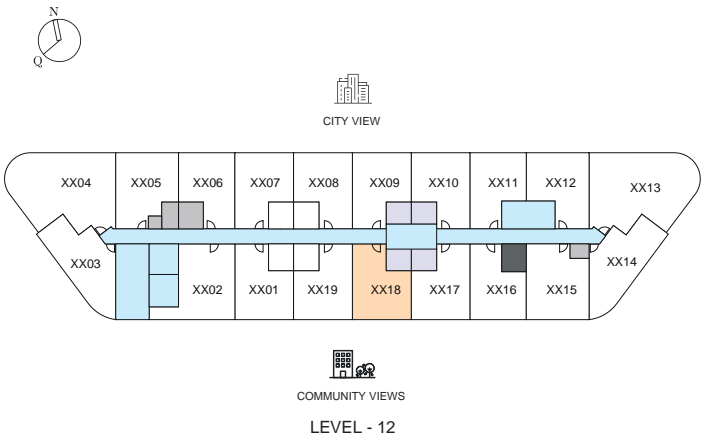 N
Q
CITY VIEW
XX04 XX05 XX06 XX07 XX08 XX09 XX10 XX11 XX12 XX13
XX03 XX02 XX01 XX19 XX18 XX17 XX16 XX15 XX14
COMMUNITY VIEWS
LEVEL - 12